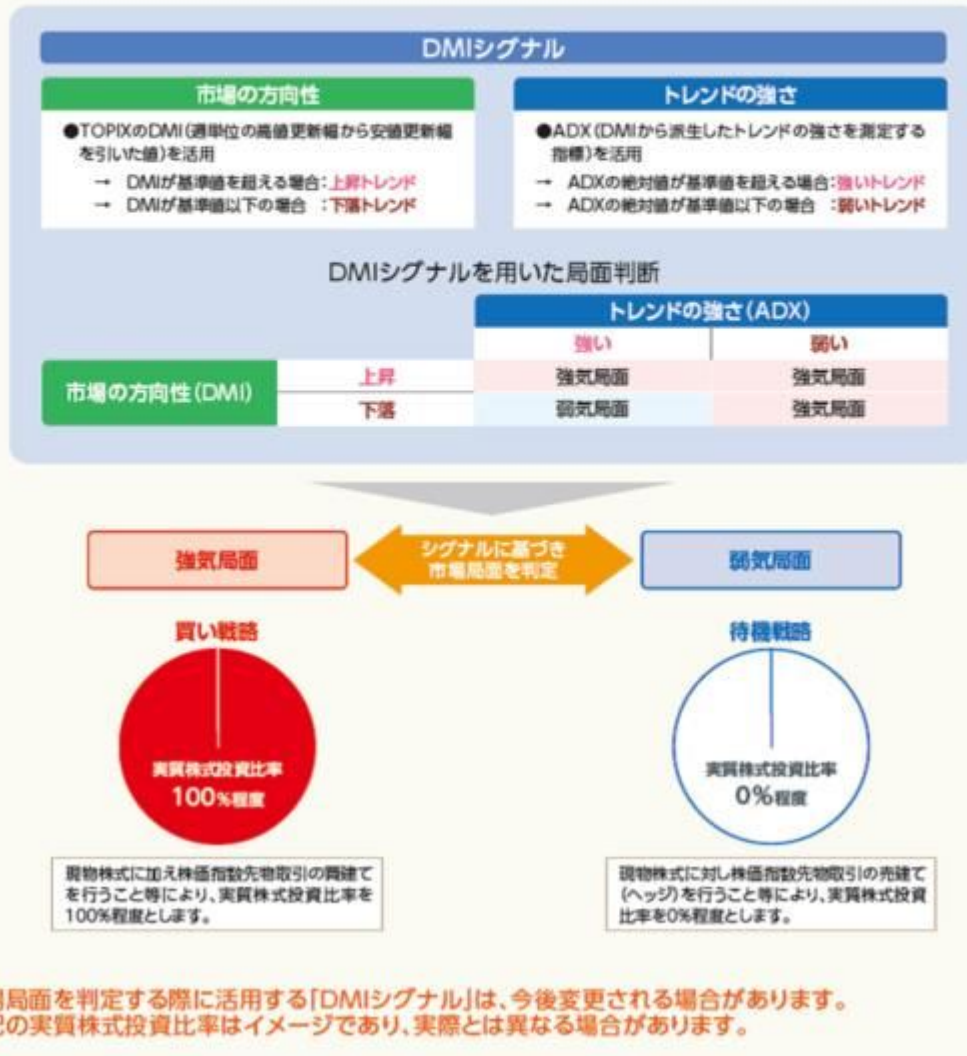 DMIシグナル
市場の方向性
●TOPIXのDMI(週単位の高値更新幅から安値更新幅
を引いた値)を活用
→ DMIが基準値を超える場合:上昇トレンド
→ DMIが基準値以下の場合 :下落トレンド
トレンドの強さ
●ADX(DMIから派生したトレンドの強さを測定する
指標)を活用
→ ADXの絶対値が基準値を超える場合:強いトレンド
→ ADXの絶対値が基準値以下の場合 :弱いトレンド
DMIシグナルを用いた局面判断
トレンドの強さ(ADX)
強い 弱い
市場の方向性(DMI)
上昇 強気局面 強気局面
下落 弱気局面 強気局面
強気局面
シグナルに基づき
市場局面を判定
弱気局面
買い戦略
実質株式投資比率
100%程度
現物株式に加え株価指数先物取引の買建て
を行うこと等により、実質株式投資比率を
100%程度とします。
待機戦略
実質株式投資比率
0%程度
現物株式に対し株価指数先物取引の売建て
(ヘッジ)を行うこと等により、実質株式投資
比率を0%程度とします。
局面を判定する際に活用する「DMIシグナル」は、今後変更される場合があります。
の実質株式投資比率はイメージであり、実際とは異なる場合があります。